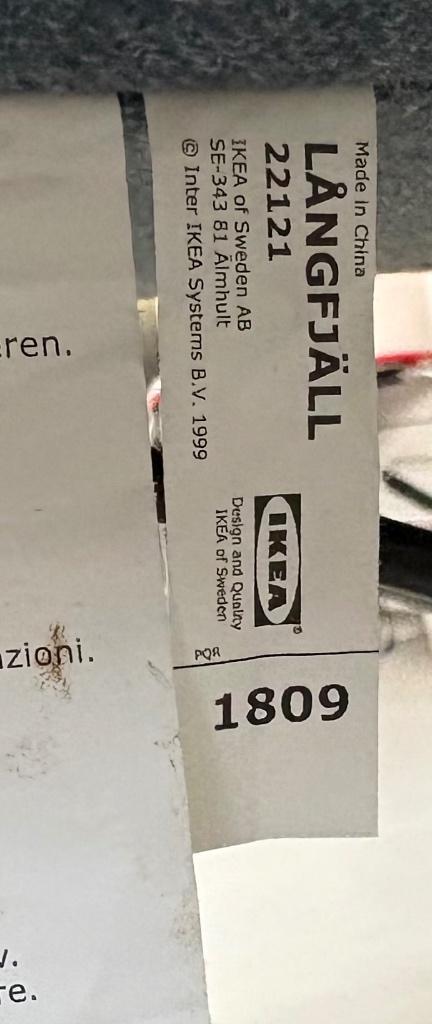 Made in China
LÅNGFJÄLL
22121
IKEA of Sweden AB
SE-343 81 Älmhult
© Inter IKEA Systems B.V. 1999
IKEA®
Design and Quality
IKEA of Sweden
1809
ren.
zioni.
.
re.